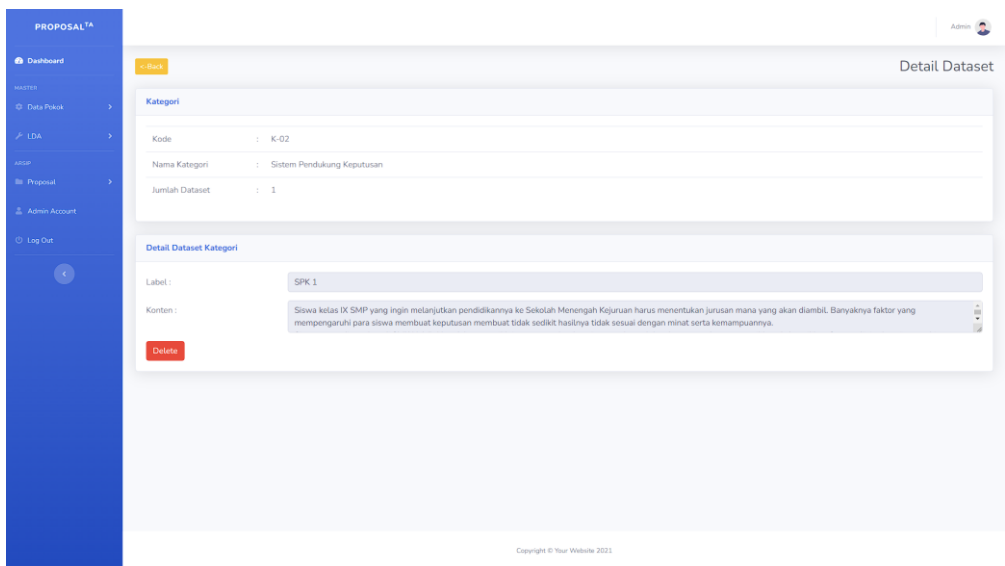 PROPOSALTA
Admin
Dashboard
<-Back
Detail Dataset
MASTER
Data Pokok
LDA
ARSIP
Proposal
Admin Account
Log Out
Kategori
Kode : K-02
Nama Kategori : Sistem Pendukung Keputusan
Jumlah Dataset : 1
Detail Dataset Kategori
Label : SPK 1
Konten : Siswa kelas IX SMP yang ingin melanjutkan pendidikannya ke Sekolah Menengah Kejuruan harus menentukan jurusan mana yang akan diambil. Banyaknya faktor yang
mempengaruhi para siswa membuat keputusan membuat tidak sedikit hasilnya tidak sesuai dengan minat serta kemampuannya.
Delete
Copyright © Your Website 2021